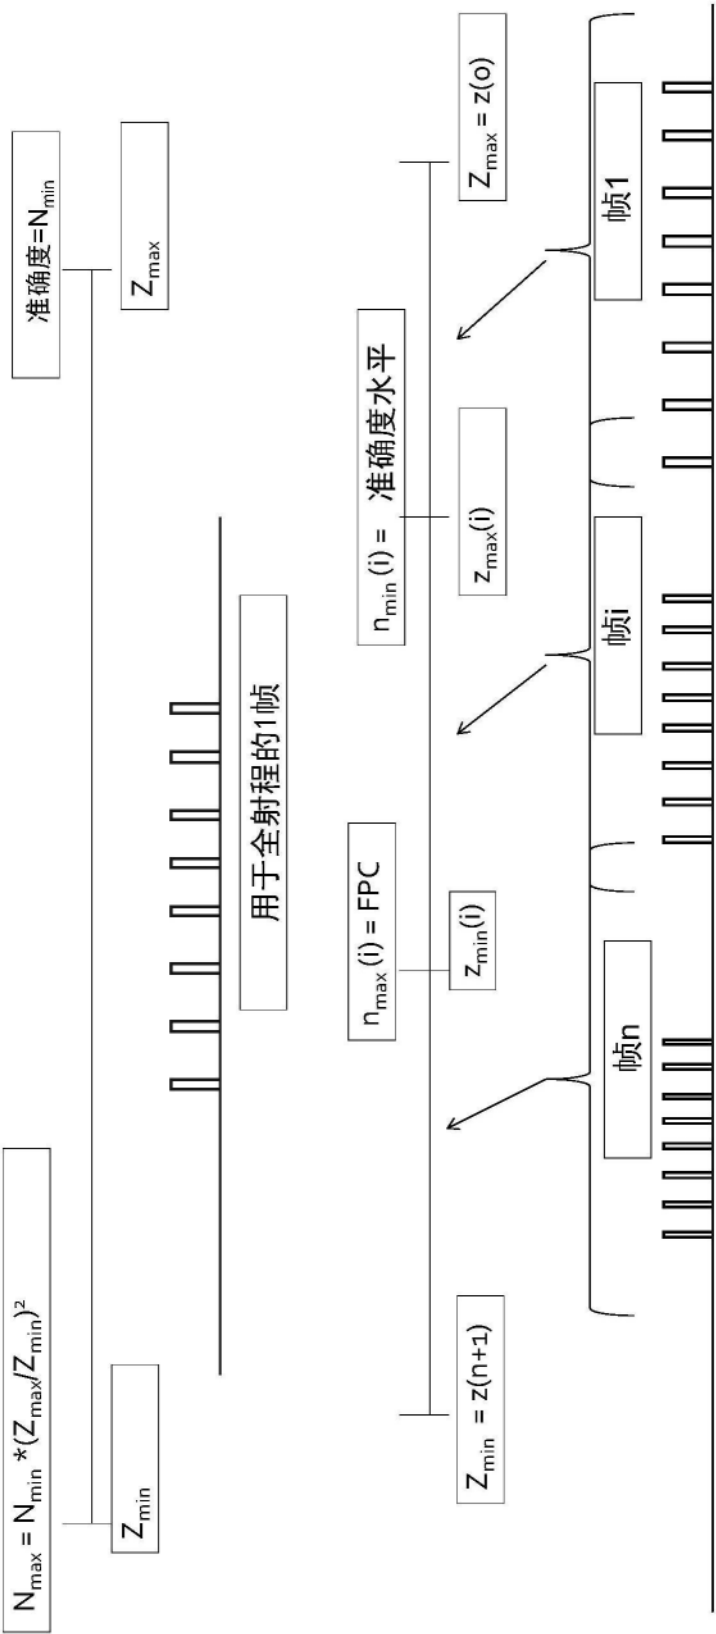 N_max = N_min *(Z_max/Z_min)²
准确度=N_min
Z_min
Z_max
用于全射程的1帧
n_max (i) = FPC
n_min (i) = 准确度水平
Z_min = z(n+1)
z_min(i)
z_max(i)
Z_max = z(o)
帧n
帧i
帧1